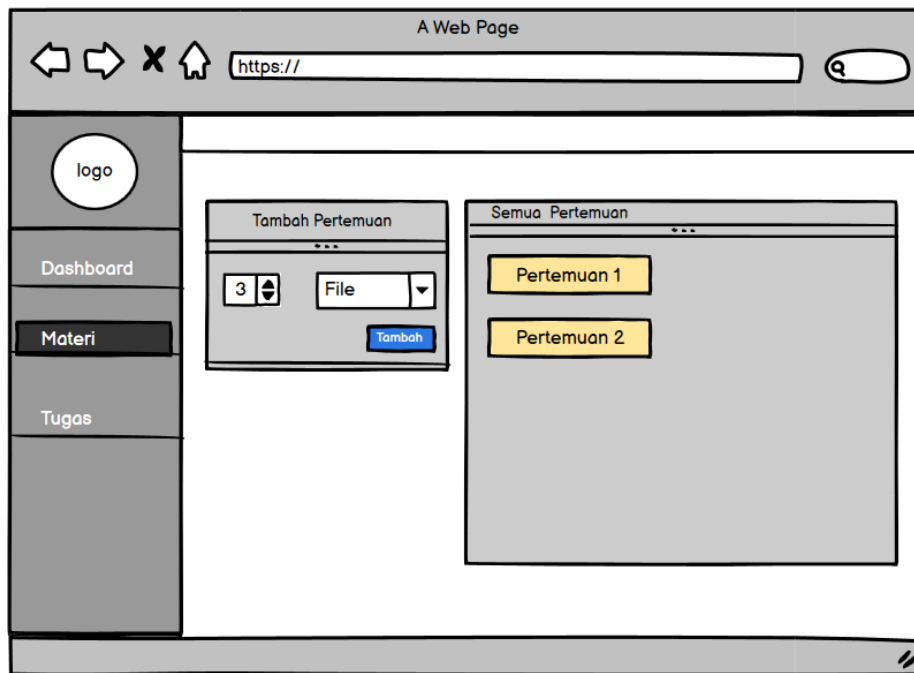 A Web Page
https://
logo
Dashboard
Materi
Tugas
Tambah Pertemuan
3
File
Tambah
Semua Pertemuan
Pertemuan 1
Pertemuan 2